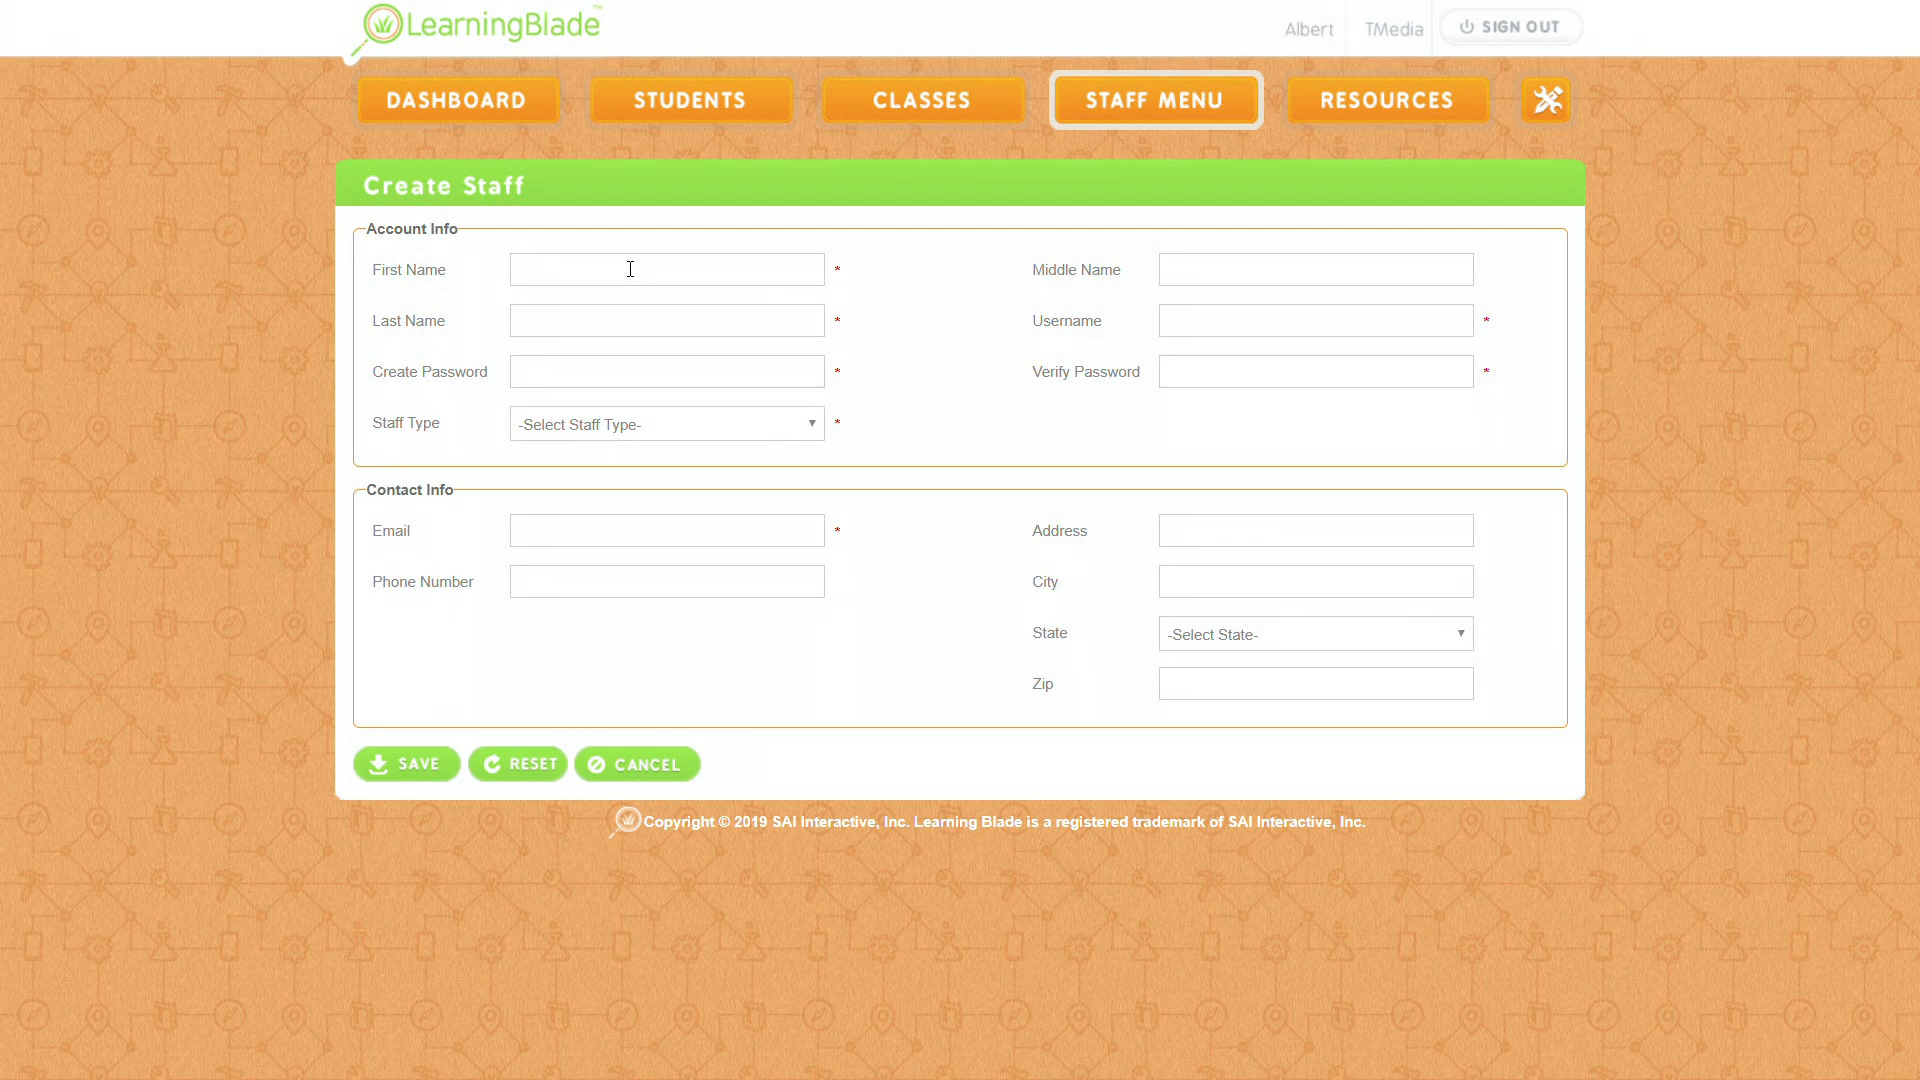 LearningBlade™
Albert
TMedia
SIGN OUT
DASHBOARD
STUDENTS
CLASSES
STAFF MENU
RESOURCES
Create Staff
Account Info
First Name
*
Middle Name
Last Name
*
Username
*
Create Password
*
Verify Password
*
Staff Type
-Select Staff Type-
*
Contact Info
Email
*
Address
Phone Number
City
State
-Select State-
Zip
SAVE
RESET
CANCEL
Copyright © 2019 SAI Interactive, Inc. Learning Blade is a registered trademark of SAI Interactive, Inc.